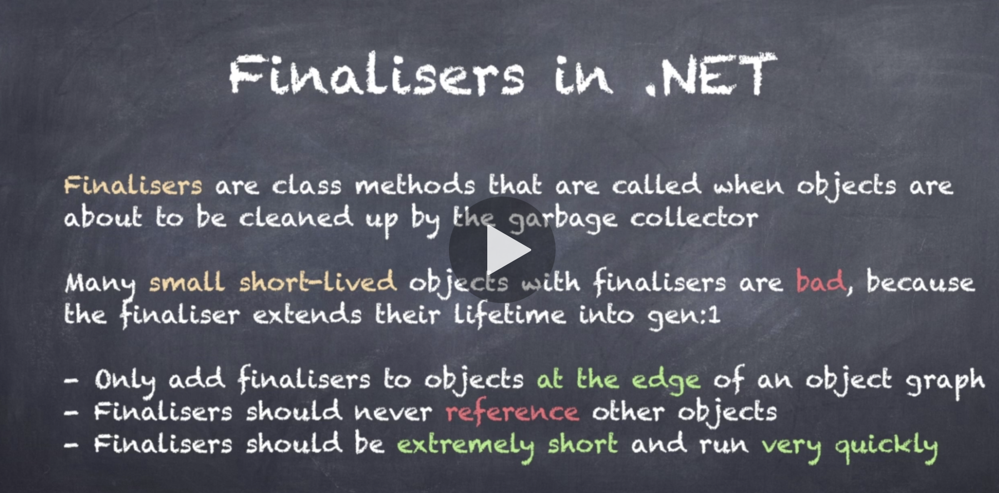 Finalisers in .NET
Finalisers are class methods that are called when objects are
about to be cleaned up by the garbage collector
Many small short-lived objects with finalisers are bad, because
the finaliser extends their lifetime into gen:1
- Only add finalisers to objects at the edge of an object graph
- Finalisers should never reference other objects
- Finalisers should be extremely short and run very quickly